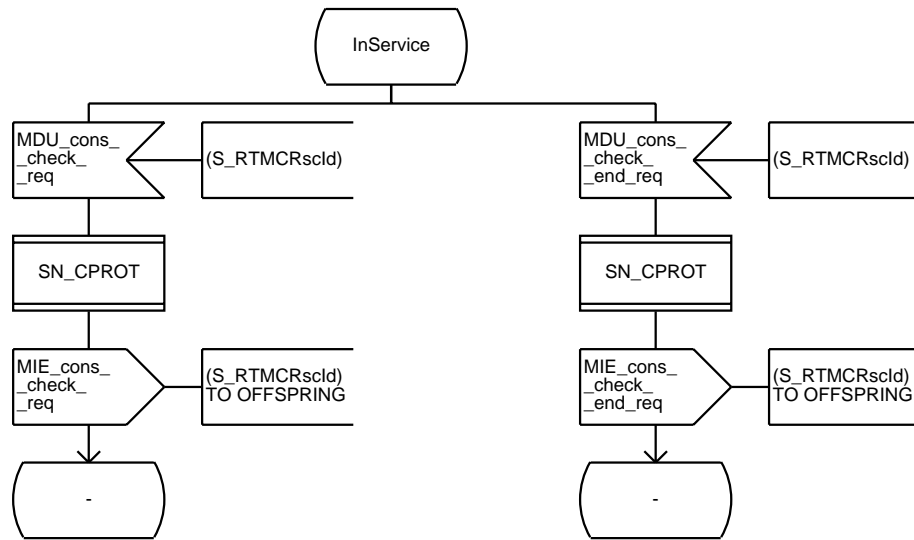 InService
MDU_cons_
_check_
_req
(S_RTMCRscId)
MDU_cons_
_check_
_end_req
(S_RTMCRscId)
SN_CPROT
SN_CPROT
MIE_cons_
_check_
_req
(S_RTMCRscId)
TO OFFSPRING
MIE_cons_
_check_
_end_req
(S_RTMCRscId)
TO OFFSPRING
-
-